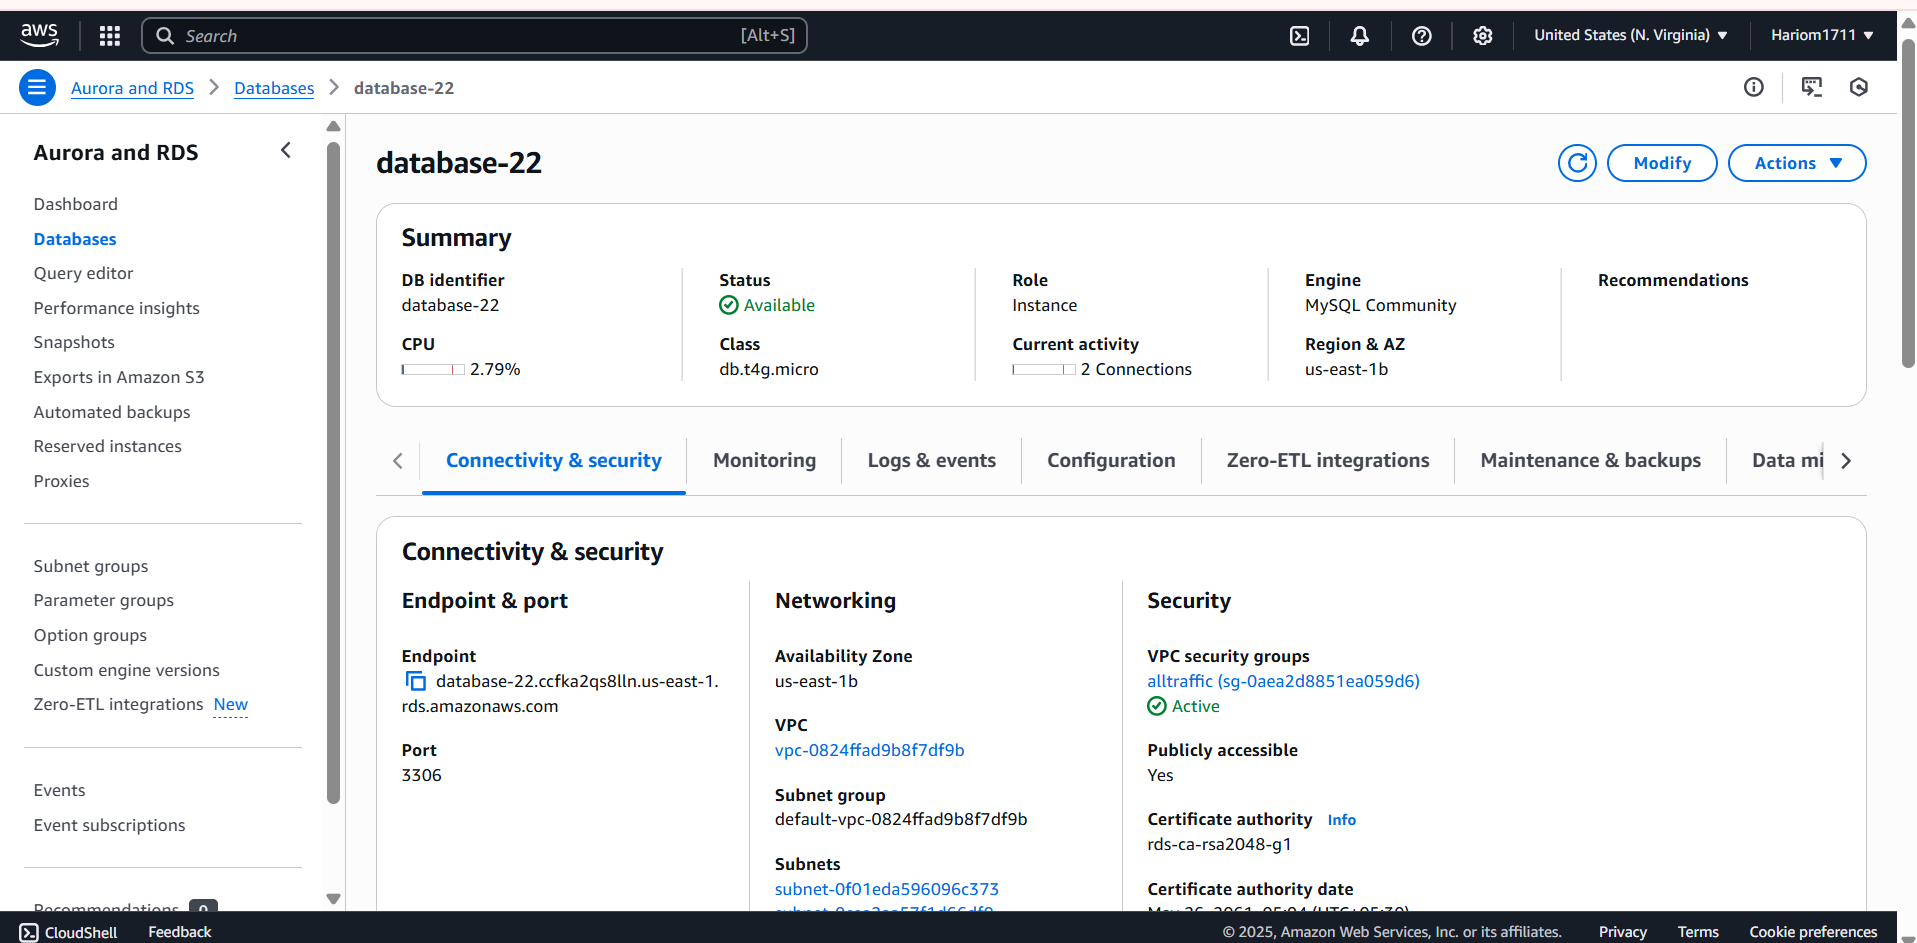 aws
Search [Alt+S]
United States (N. Virginia)
Hariom1711
Aurora and RDS
Databases
database-22
Aurora and RDS
Dashboard
Databases
Query editor
Performance insights
Snapshots
Exports in Amazon S3
Automated backups
Reserved instances
Proxies
Subnet groups
Parameter groups
Option groups
Custom engine versions
Zero-ETL integrations New
Events
Event subscriptions
Recommendations 0
database-22
Modify
Actions
Summary
DB identifier
database-22
Status
Available
Role
Instance
Engine
MySQL Community
Recommendations
CPU
2.79%
Class
db.t4g.micro
Current activity
2 Connections
Region & AZ
us-east-1b
Connectivity & security
Monitoring
Logs & events
Configuration
Zero-ETL integrations
Maintenance & backups
Data mi
Connectivity & security
Endpoint & port
Endpoint
database-22.ccfka2qs8lln.us-east-1.
rds.amazonaws.com
Port
3306
Networking
Availability Zone
us-east-1b
VPC
vpc-0824ffad9b8f7df9b
Subnet group
default-vpc-0824ffad9b8f7df9b
Subnets
subnet-0f01eda596096c373
Security
VPC security groups
alltraffic (sg-0aea2d8851ea059d6)
Active
Publicly accessible
Yes
Certificate authority Info
rds-ca-rsa2048-g1
Certificate authority date
CloudShell
Feedback
© 2025, Amazon Web Services, Inc. or its affiliates.
Privacy
Terms
Cookie preferences